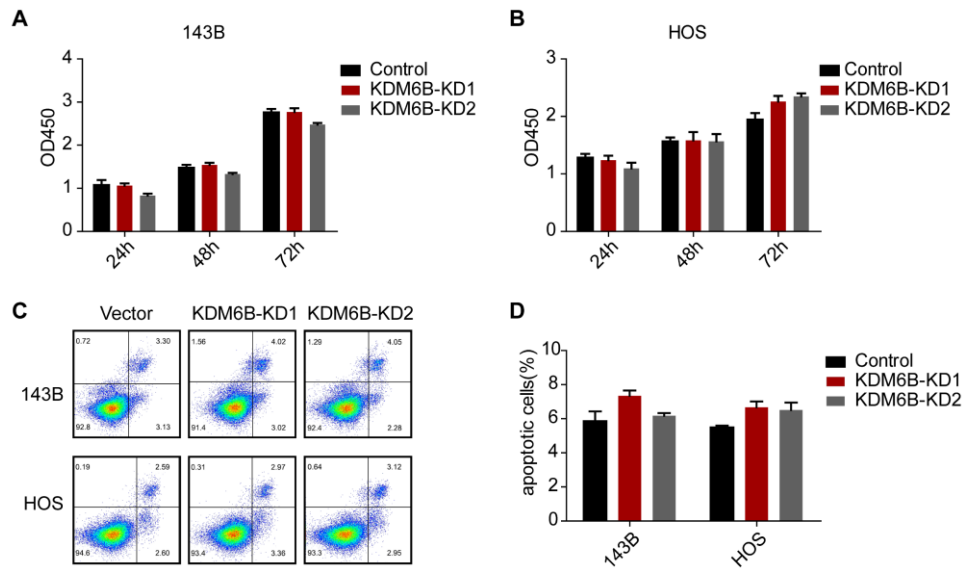 A
143B
OD450
4
3
2
1
0
24h
48h
72h
Control
KDM6B-KD1
KDM6B-KD2
B
HOS
OD450
3
2
1
0
24h
48h
72h
Control
KDM6B-KD1
KDM6B-KD2
C
Vector KDM6B-KD1 KDM6B-KD2
143B
0.72 3.30 1.56 4.02 1.29 4.05
92.8 3.13 91.4 3.02 92.4 2.28
HOS
0.19 2.59 0.31 2.97 0.64 3.12
94.6 2.60 93.4 3.36 93.3 2.95
D
apoptotic cells(%)
10
8
6
4
2
0
143B
HOS
Control
KDM6B-KD1
KDM6B-KD2